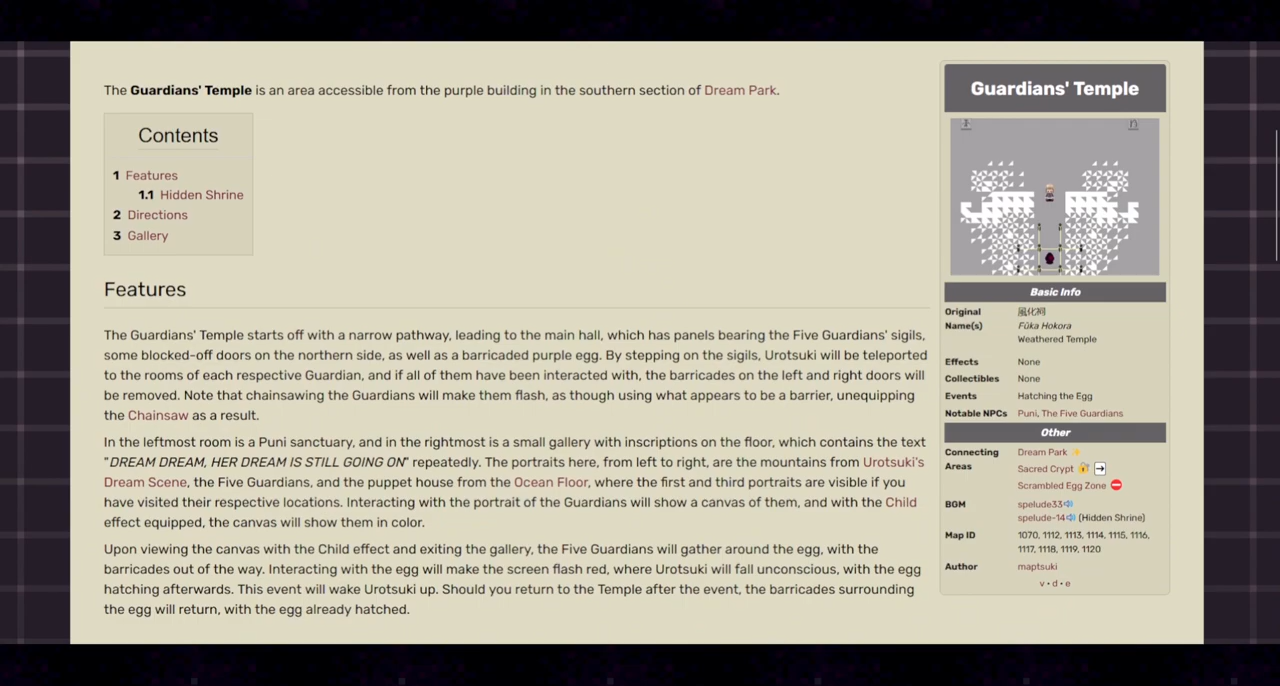 The Guardians' Temple is an area accessible from the purple building in the southern section of Dream Park.
Contents
1 Features
1.1 Hidden Shrine
2 Directions
3 Gallery
Features
The Guardians' Temple starts off with a narrow pathway, leading to the main hall, which has panels bearing the Five Guardians' sigils,
some blocked-off doors on the northern side, as well as a barricaded purple egg. By stepping on the sigils, Urotsuki will be teleported
to the rooms of each respective Guardian, and if all of them have been interacted with, the barricades on the left and right doors will
be removed. Note that chainsawing the Guardians will make them flash, as though using what appears to be a barrier, unequipping
the Chainsaw as a result.
In the leftmost room is a Puni sanctuary, and in the rightmost is a small gallery with inscriptions on the floor, which contains the text
"DREAM DREAM, HER DREAM IS STILL GOING ON" repeatedly. The portraits here, from left to right, are the mountains from Urotsuki's
Dream Scene, the Five Guardians, and the puppet house from the Ocean Floor, where the first and third portraits are visible if you
have visited their respective locations. Interacting with the portrait of the Guardians will show a canvas of them, and with the Child
effect equipped, the canvas will show them in color.
Upon viewing the canvas with the Child effect and exiting the gallery, the Five Guardians will gather around the egg, with the
barricades out of the way. Interacting with the egg will make the screen flash red, where Urotsuki will fall unconscious, with the egg
hatching afterwards. This event will wake Urotsuki up. Should you return to the Temple after the event, the barricades surrounding
the egg will return, with the egg already hatched.
Guardians' Temple
Basic Info
Original Name(s) 風化祠
Fūka Hokora
Weathered Temple
Effects None
Collectibles None
Events Hatching the Egg
Notable NPCs Puni, The Five Guardians
Other
Connecting Areas Dream Park
Sacred Crypt
Scrambled Egg Zone
BGM spelude33
spelude-14 (Hidden Shrine)
Map ID 1070, 1112, 1113, 1114, 1115, 1116,
1117, 1118, 1119, 1120
Author maptsuki
v • d • e